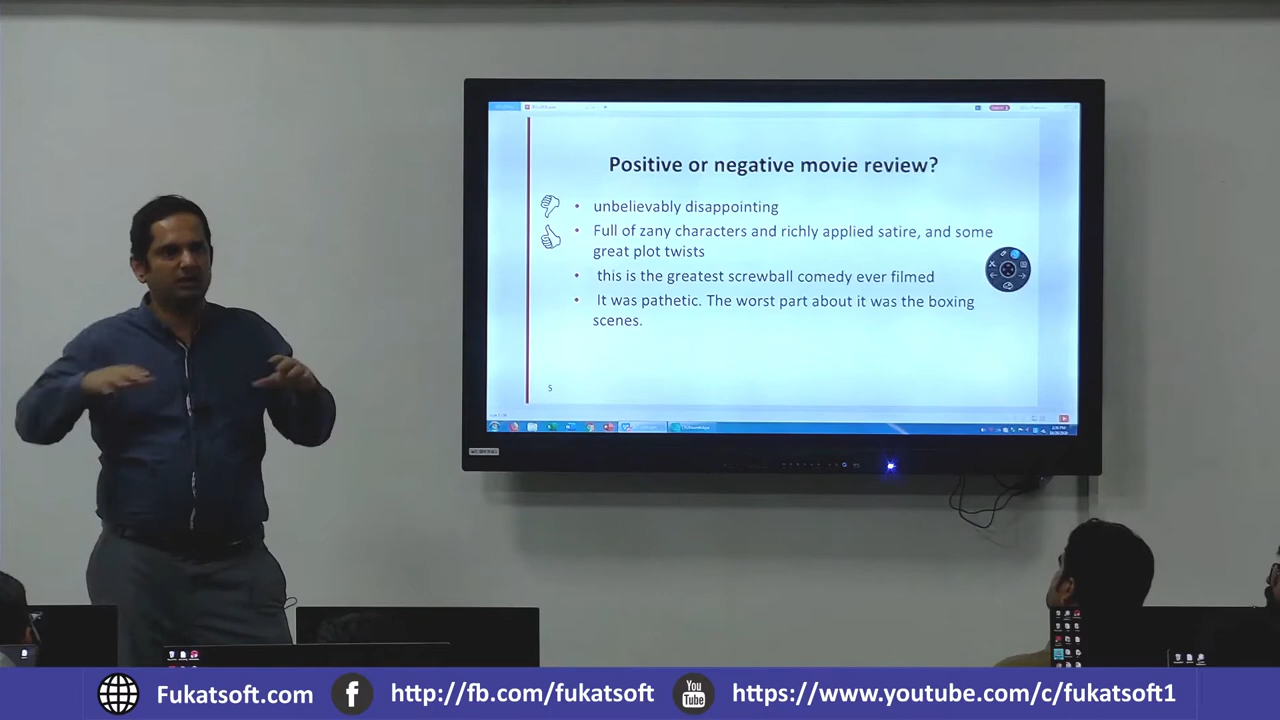 Positive or negative movie review?
• unbelievably disappointing
• Full of zany characters and richly applied satire, and some
great plot twists
• this is the greatest screwball comedy ever filmed
• It was pathetic. The worst part about it was the boxing
scenes.
5
Fukatsoft.com
http://fb.com/fukatsoft
You
Tube
https://www.youtube.com/c/fukatsoft1